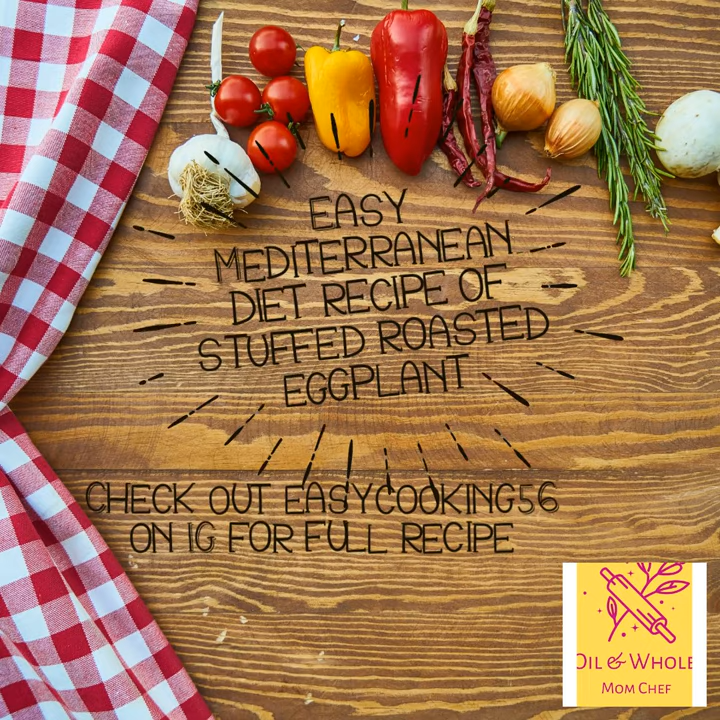 EASY
MEDITERRANEAN
DIET RECIPE OF
STUFFED ROASTED
EGGPLANT
CHECK OUT EASYCOOKING56
ON IG FOR FULL RECIPE
OIL & WHOLE
MOM CHEF